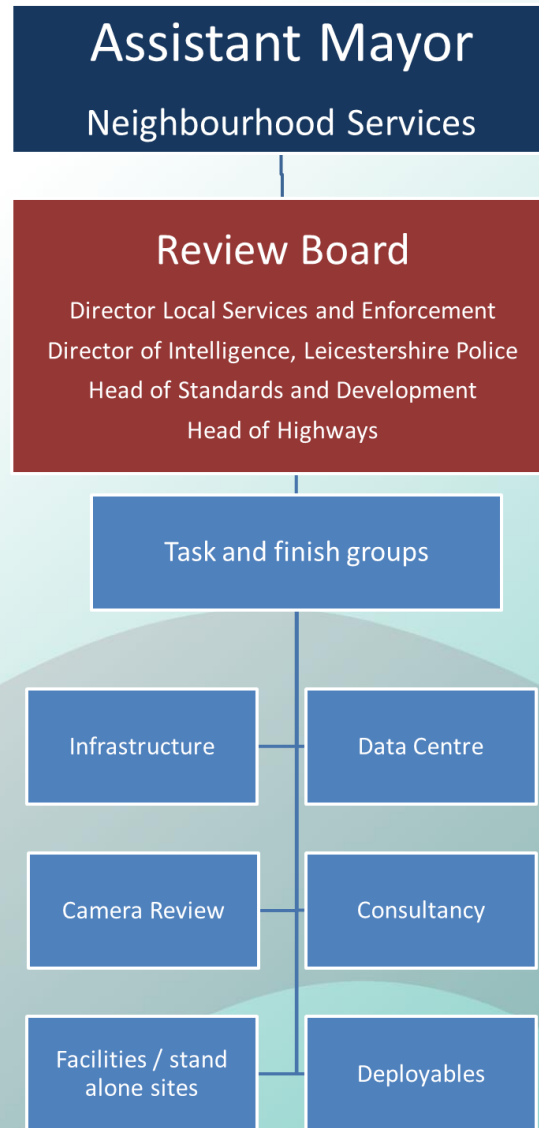 Assistant Mayor
Neighbourhood Services
Review Board
Director Local Services and Enforcement
Director of Intelligence, Leicestershire Police
Head of Standards and Development
Head of Highways
Task and finish groups
Infrastructure
Data Centre
Camera Review
Consultancy
Facilities / stand
alone sites
Deployables